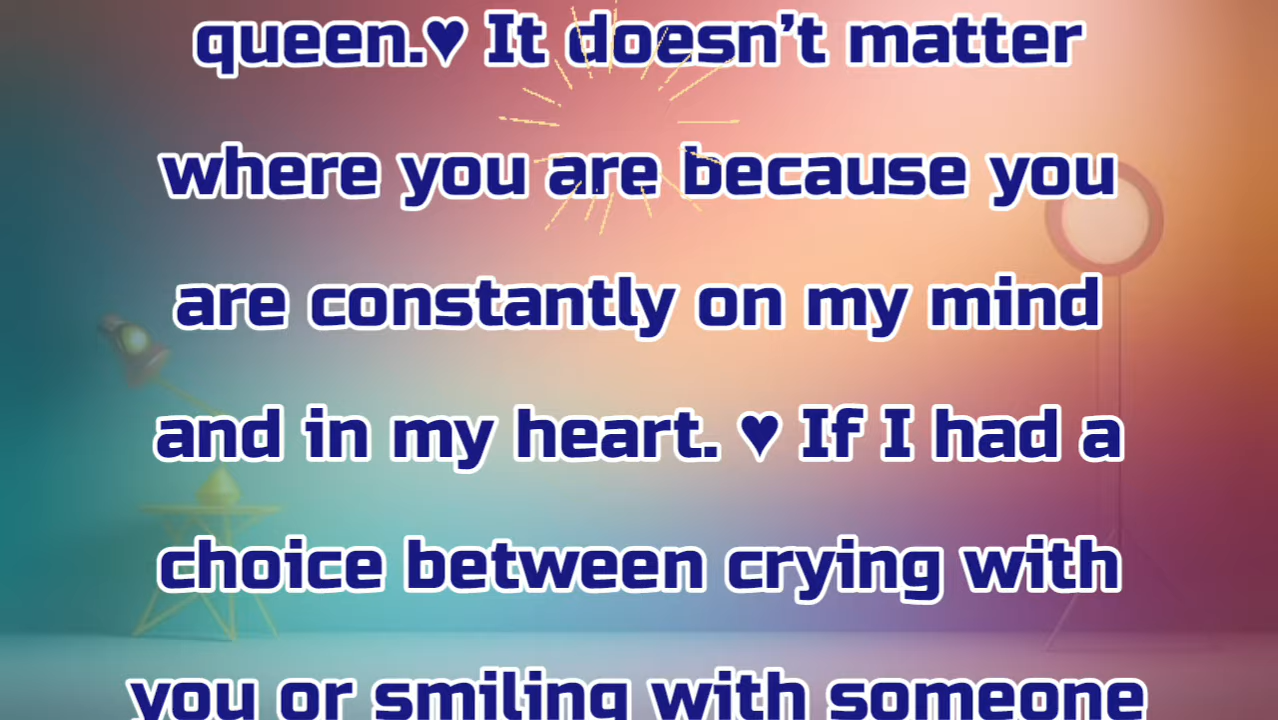 queen.♥ It doesn’t matter
where you are because you
are constantly on my mind
and in my heart. ♥ If I had a
choice between crying with
you or smiling with someone